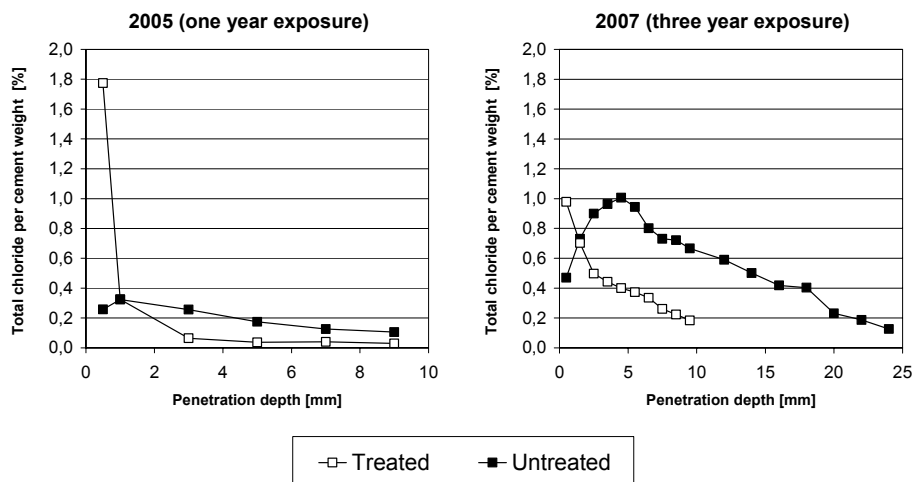 2005 (one year exposure)
Total chloride per cement weight [%]
2,0
1,8
1,6
1,4
1,2
1,0
0,8
0,6
0,4
0,2
0,0
0 2 4 6 8 10
Penetration depth [mm]
2007 (three year exposure)
Total chloride per cement weight [%]
2,0
1,8
1,6
1,4
1,2
1,0
0,8
0,6
0,4
0,2
0,0
0 5 10 15 20 25
Penetration depth [mm]
Treated Untreated